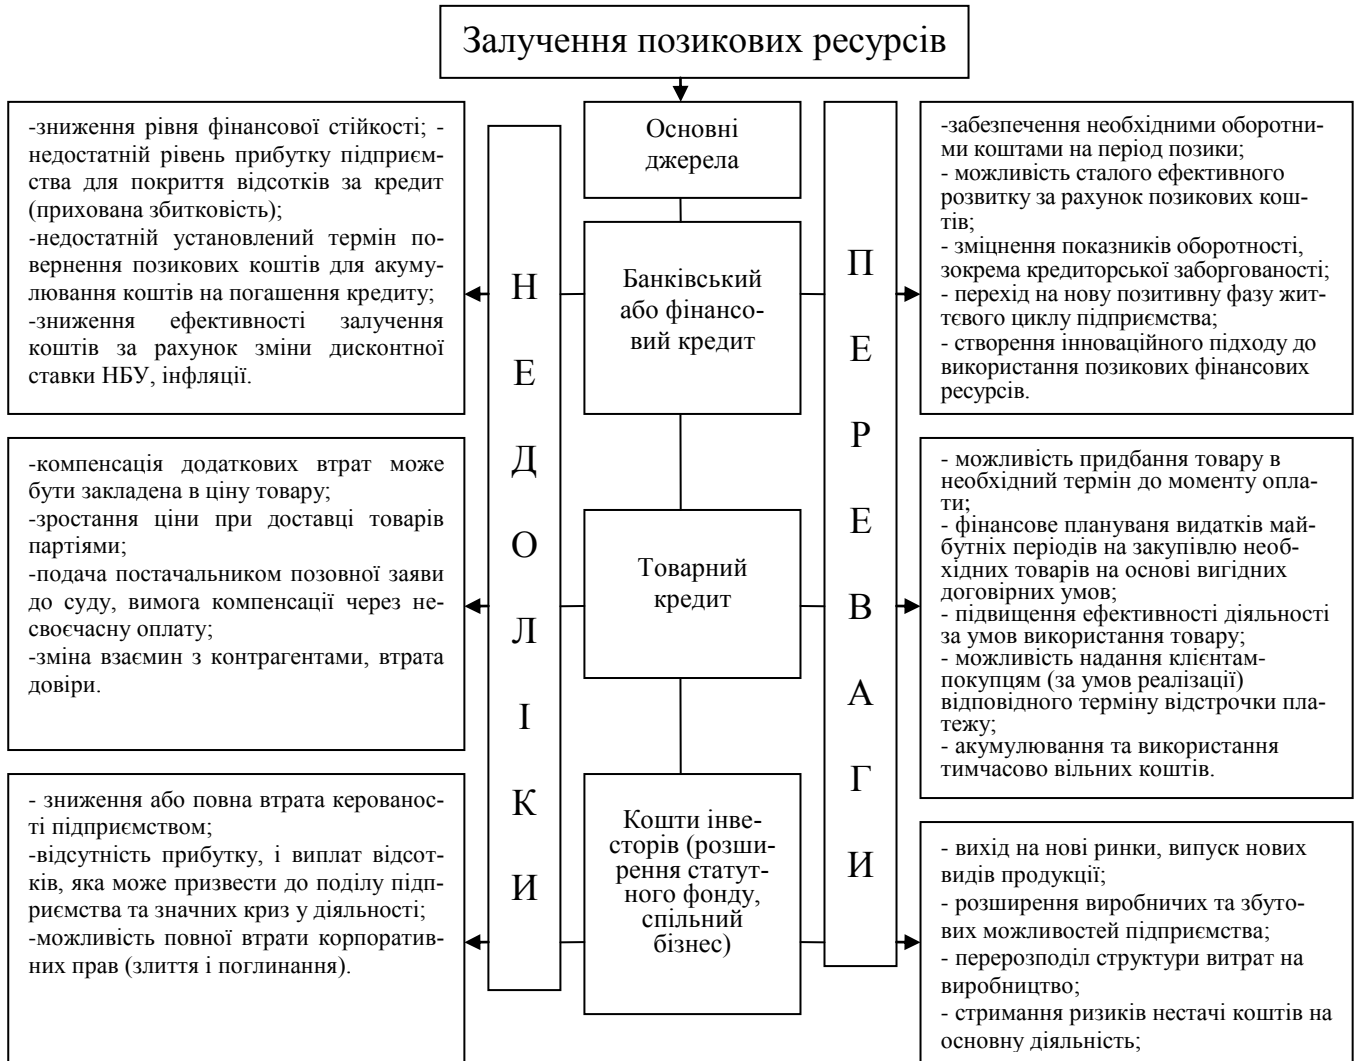 Залучення позикових ресурсів
Основні
джерела
НЕДОЛІКИ
ПЕРЕВАГИ
-зниження рівня фінансової стійкості; -
недостатній рівень прибутку підприєм-
ства для покриття відсотків за кредит
(прихована збитковість);
-недостатній установлений термін по-
вернення позикових коштів для акуму-
лювання коштів на погашення кредиту;
-зниження ефективності залучення
коштів за рахунок зміни дисконтної
ставки НБУ, інфляції.
Банківський
або фінансо-
вий кредит
-забезпечення необхідними оборотни-
ми коштами на період позики;
- можливість сталого ефективного
розвитку за рахунок позикових кош-
тів;
- зміцнення показників оборотності,
зокрема кредиторської заборгованості;
- перехід на нову позитивну фазу жит-
тєвого циклу підприємства;
- створення інноваційного підходу до
використання позикових фінансових
ресурсів.
-компенсація додаткових втрат може
бути закладена в ціну товару;
-зростання ціни при доставці товарів
партіями;
-подача постачальником позовної заяви
до суду, вимога компенсації через не-
своєчасну оплату;
-зміна взаємин з контрагентами, втрата
довіри.
Товарний
кредит
- можливість придбання товару в
необхідний термін до моменту опла-
ти;
- фінансове плануваня видатків май-
бутніх періодів на закупівлю необ-
хідних товарів на основі вигідних
договірних умов;
- підвищення ефективності діяльності
за умов використання товару;
- можливість надання клієнтам-
покупцям (за умов реалізації)
відповідного терміну відстрочки пла-
тежу;
- акумулювання та використання
тимчасово вільних коштів.
- зниження або повна втрата керованос-
ті підприємством;
-відсутність прибутку, і виплат відсот-
ків, яка може призвести до поділу підп-
риємства та значних криз у діяльності;
-можливість повної втрати корпоратив-
них прав (злиття і поглинання).
Кошти інве-
сторів (розши-
рення статут-
ного фонду,
спільний
бізнес)
- вихід на нові ринки, випуск нових
видів продукції;
- розширення виробничих та збуто-
вих можливостей підприємства;
- перерозподіл структури витрат на
виробництво;
- стримання ризиків нестачі коштів на
основну діяльність;